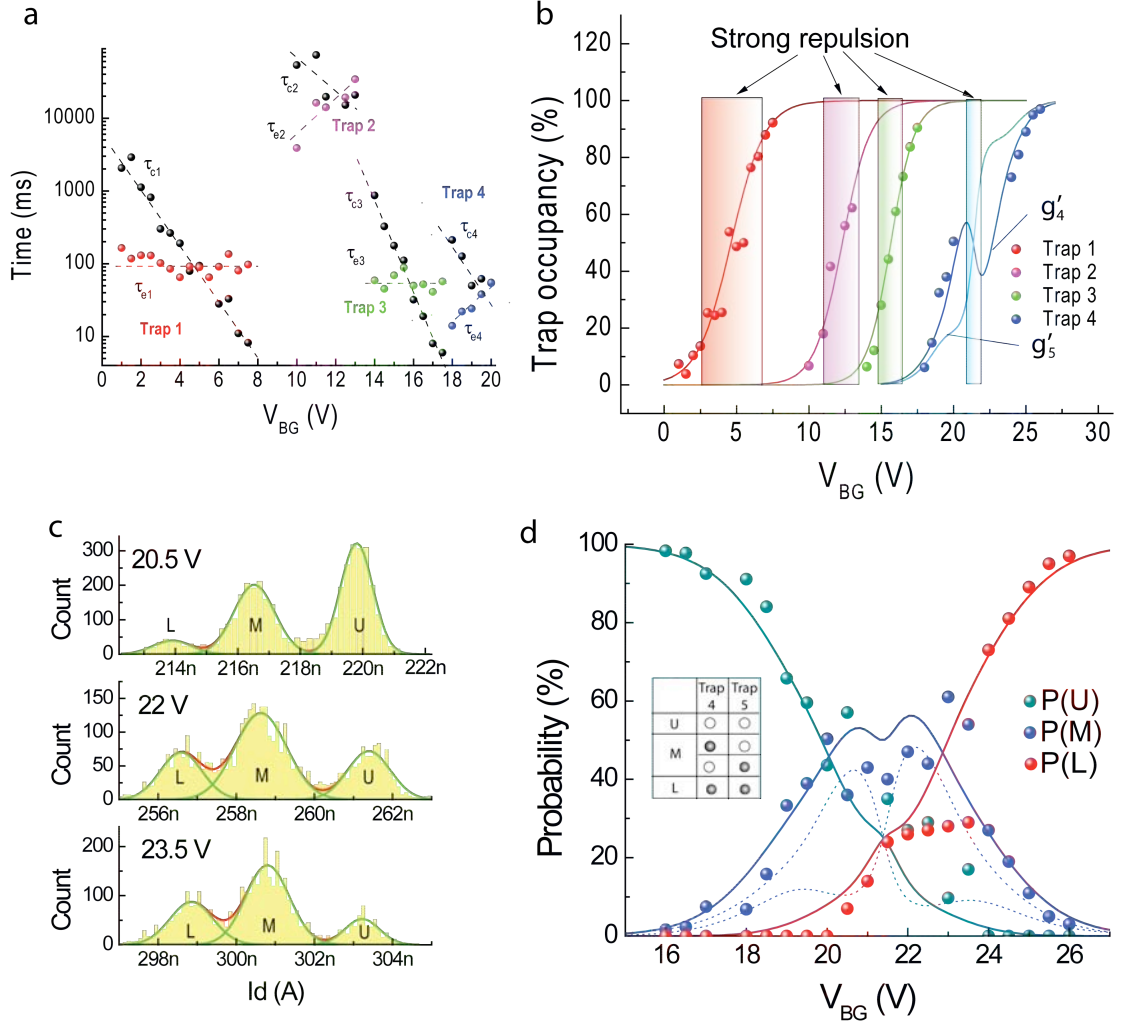 a
Time (ms)
10000
1000
100
10
τc1
τe1
Trap 1
τc2
τe2
Trap 2
τc3
τe3
Trap 3
Trap 4
τc4
τe4
0 2 4 6 8 10 12 14 16 18 20
VBG (V)
b
Strong repulsion
Trap occupancy (%)
120
100
80
60
40
20
0
g′4
g′5
Trap 1
Trap 2
Trap 3
Trap 4
0 5 10 15 20 25 30
VBG (V)
c
20.5 V
Count
300
200
100
0
L M U
214n 216n 218n 220n 222n
22 V
Count
150
100
50
0
L M U
256n 258n 260n 262n
23.5 V
Count
200
100
0
L M U
298n 300n 302n 304n
Id (A)
d
Probability (%)
100
80
60
40
20
0
Trap 4 Trap 5
U
M
L
P(U)
P(M)
P(L)
16 18 20 22 24 26
VBG (V)